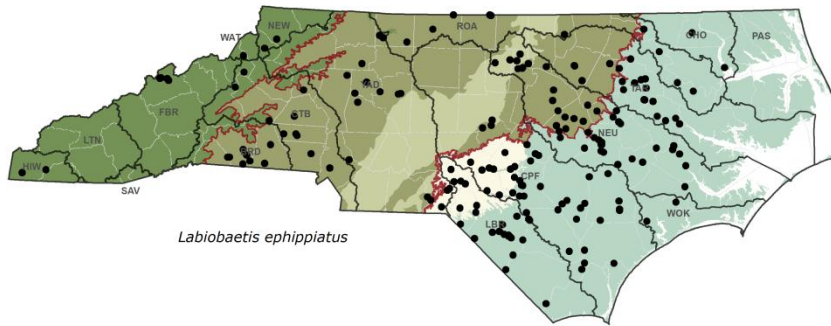 NEW
WAT
ROA
CHO
PAS
FBR
YAD
TAR
LTN
CTB
NEU
HIW
BRD
SAV
CPF
WOK
LBR
Labiobaetis ephippiatus